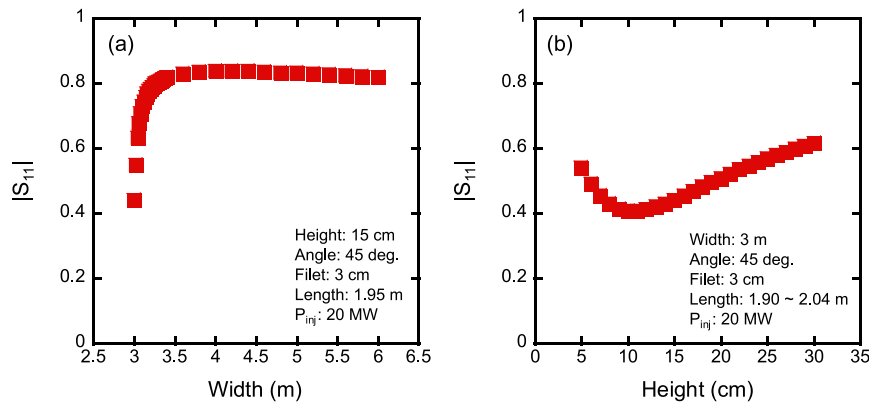 (a)
|S11|
1
0.8
0.6
0.4
0.2
0
Height: 15 cm
Angle: 45 deg.
Filet: 3 cm
Length: 1.95 m
Pinj: 20 MW
2.5 3 3.5 4 4.5 5 5.5 6 6.5
Width (m)
(b)
|S11|
1
0.8
0.6
0.4
0.2
0
Width: 3 m
Angle: 45 deg.
Filet: 3 cm
Length: 1.90 ~ 2.04 m
Pinj: 20 MW
0 5 10 15 20 25 30 35
Height (cm)